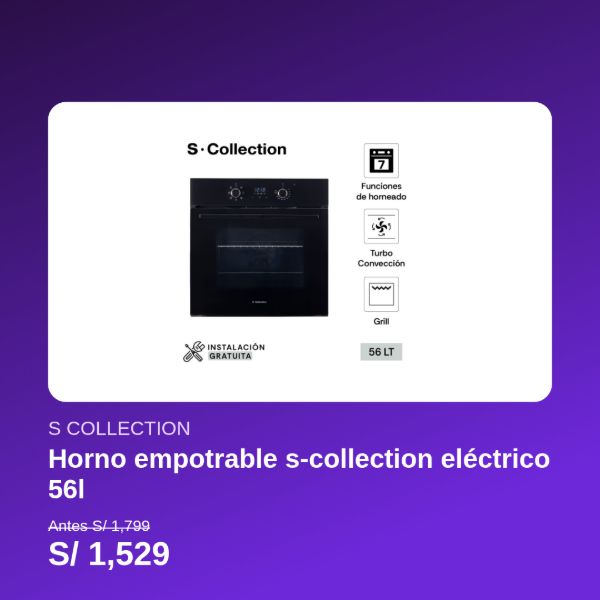 S·Collection
7
Funciones
de horneado
Turbo
Convección
Grill
INSTALACIÓN
GRATUITA
56 LT
S COLLECTION
Horno empotrable s-collection eléctrico
56l
Antes S/ 1,799
S/ 1,529